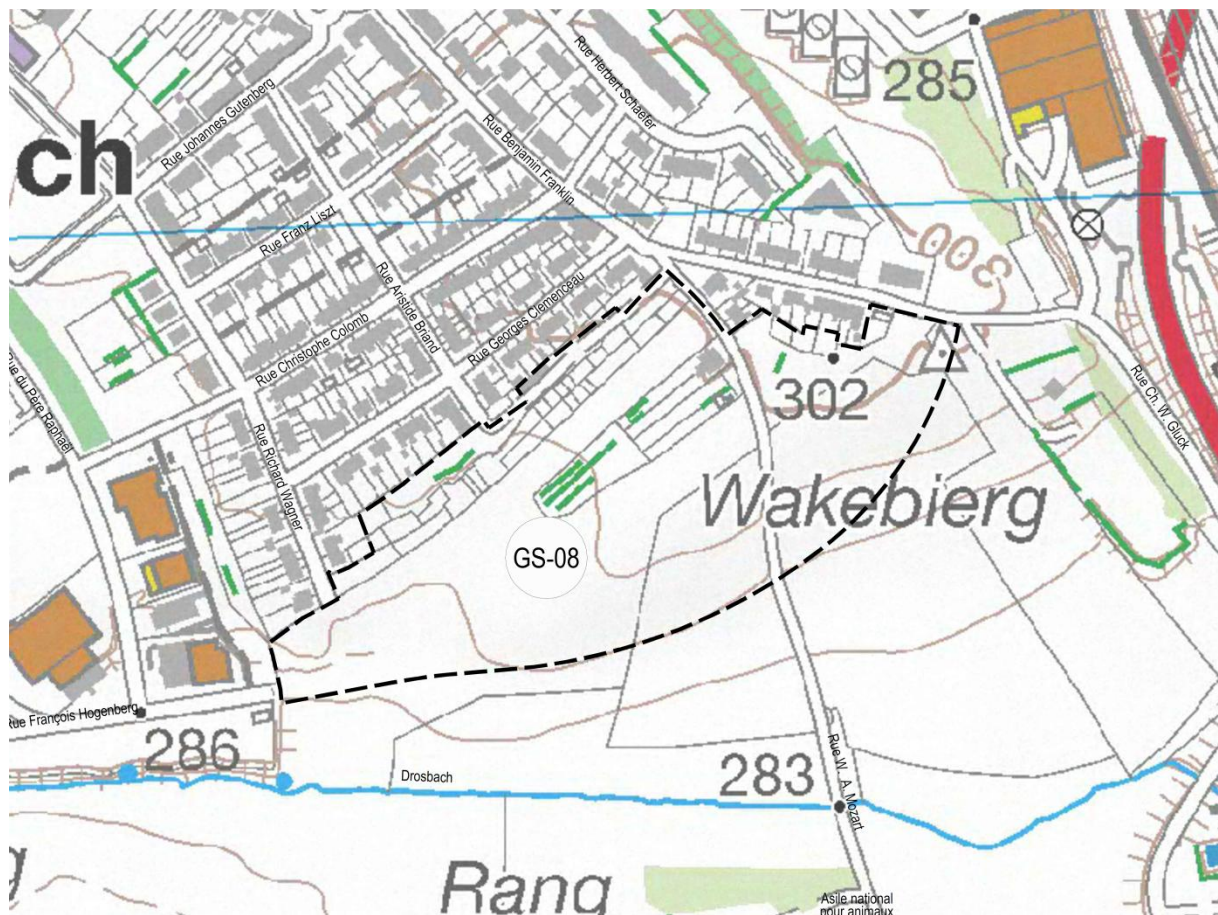 ch
Rue Johannes Gutenberg
Rue Herbert Schaefer
285
Rue Benjamin Franklin
Rue Franz Liszt
300
Rue Aristide Briand
Rue Georges Clemenceau
Rue Christophe Colomb
Rue du Père Raphaël
302
Rue Ch. W. Gluck
Rue Richard Wagner
Wakebierg
GS-08
Rue François Hogenberg
286
Drosbach
283
Rue W. A. Mozart
g
Rang
Asile national
pour animaux